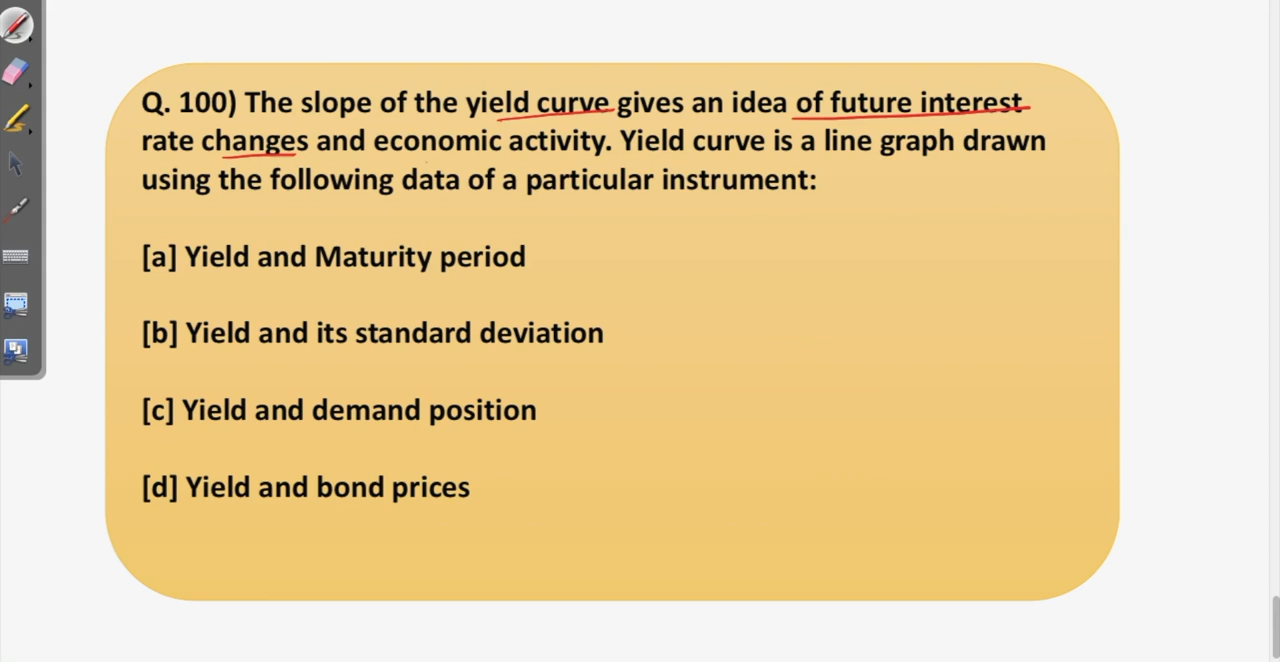 Q. 100) The slope of the yield curve gives an idea of future interest
rate changes and economic activity. Yield curve is a line graph drawn
using the following data of a particular instrument:
[a] Yield and Maturity period
[b] Yield and its standard deviation
[c] Yield and demand position
[d] Yield and bond prices